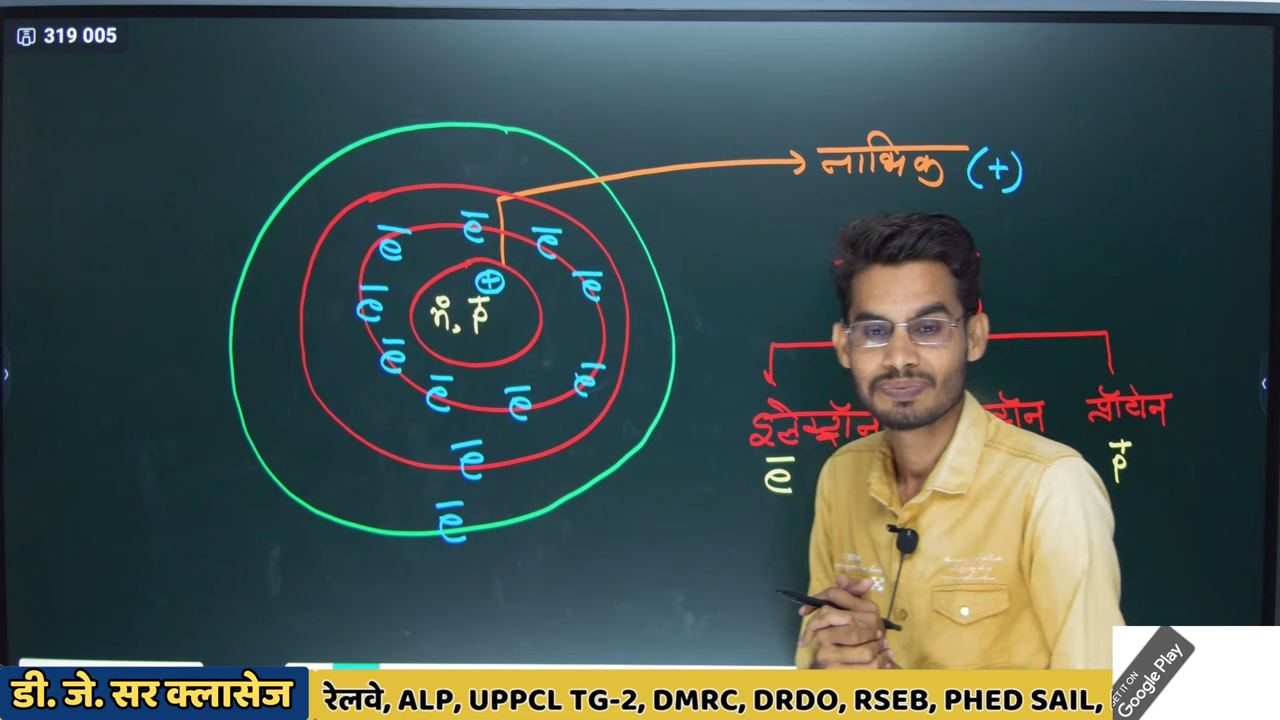 319 005
नाभिक (+)
e̅ e̅ e̅
e̅ e̅
+
n°, p⁺
e̅ e̅
e̅ e̅
e̅
e̅
इलेक्ट्रॉन ट्रॉन प्रोटॉन
e̅ p⁺
डी. जे. सर क्लासेज
रेलवे, ALP, UPPCL TG-2, DMRC, DRDO, RSEB, PHED SAIL,
GET IT ON
Google Play